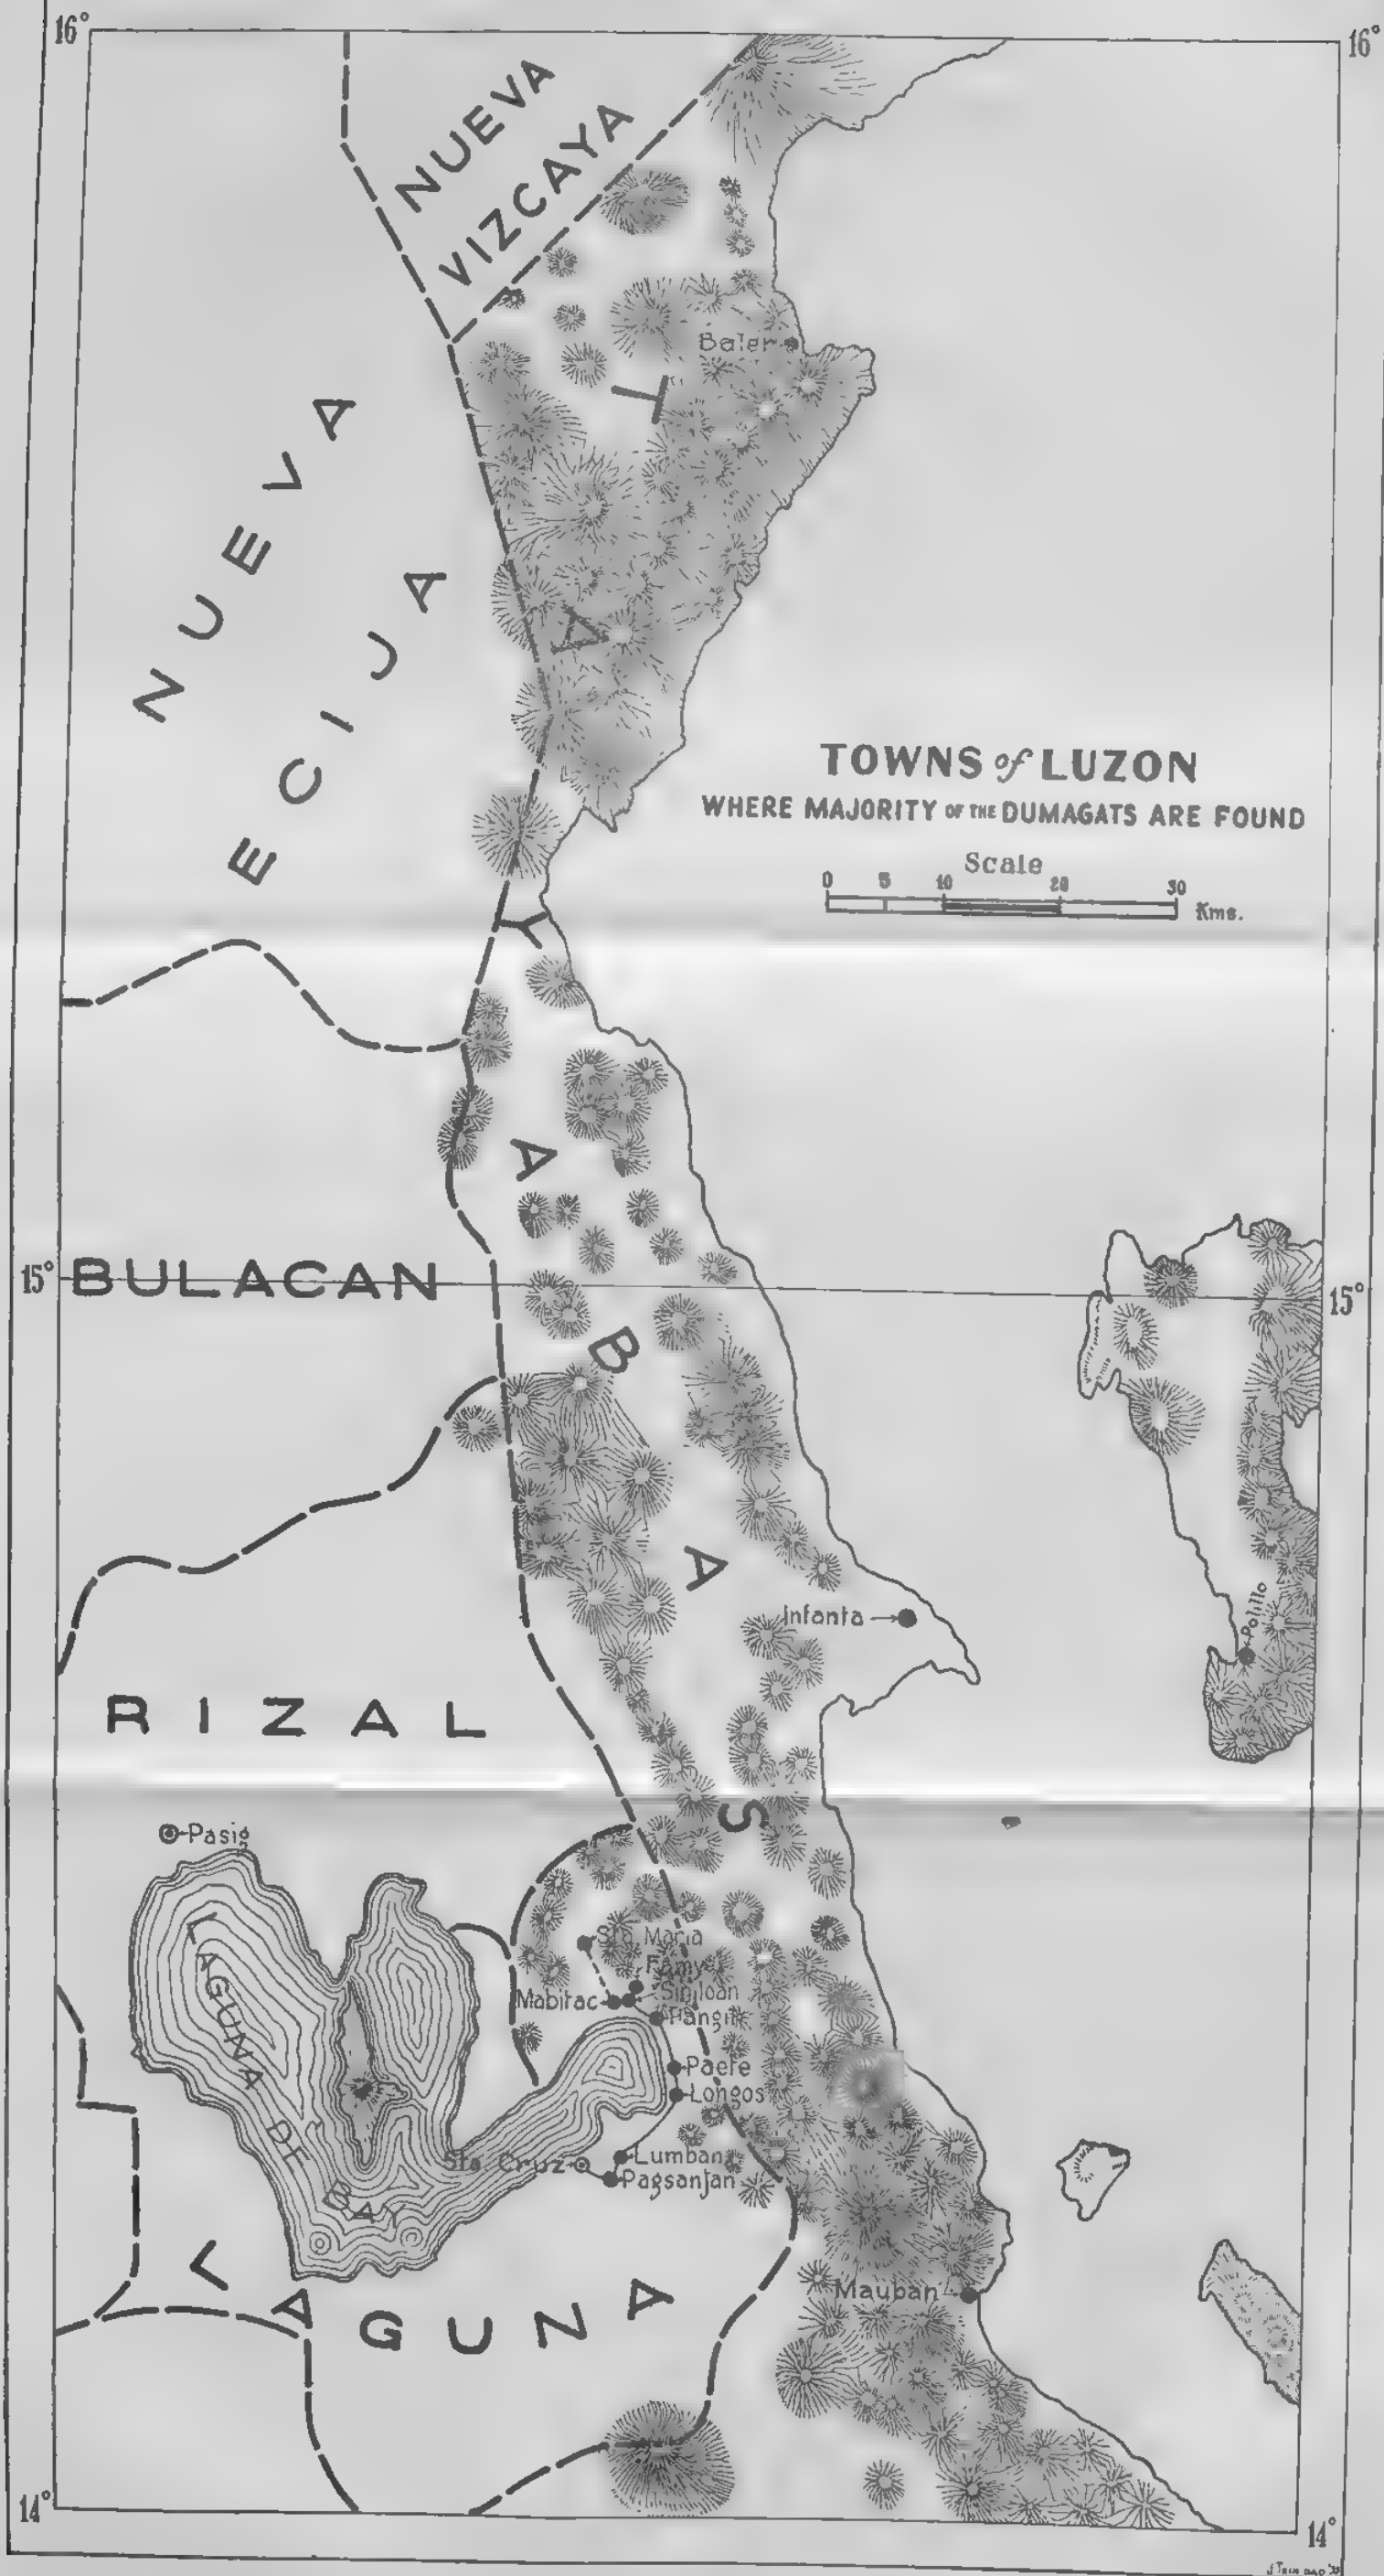 16°
16°
NUEVA
VIZCAYA
Baler
NUEVA
ECIJA
TAYABAS
TOWNS of LUZON
WHERE MAJORITY OF THE DUMAGATS ARE FOUND
Scale
0 5 10 20 30
Kms.
15°
BULACAN
15°
Infanta
Polillo
RIZAL
Pasig
Sta Maria
Famy
Siniloan
Mabitac
Pangil
Paete
Longos
LAGUNA DE BAY
Lumban
Sta Cruz
Pagsanjan
Mauban
LAGUNA
14°
14°